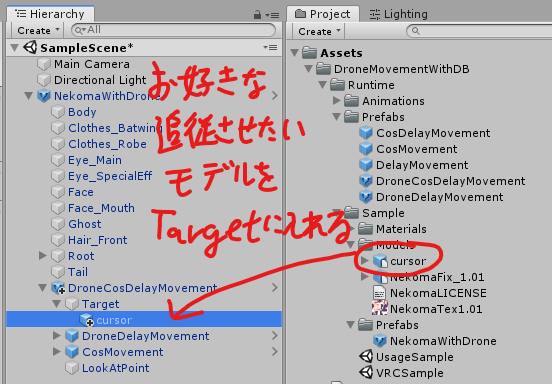 Hierarchy
Create
All
SampleScene*
Main Camera
Directional Light
NekomaWithDrone
Body
Clothes_Batwing
Clothes_Robe
Eye_Main
Eye_SpecialEff
Face
Face_Mouth
Ghost
Hair_Front
Root
Tail
DroneCosDelayMovement
Target
cursor
DroneDelayMovement
CosMovement
LookAtPoint
お好きな
追従させたい
モデルを
Targetに入れる
Project
Lighting
Create
Assets
DroneMovementWithDB
Runtime
Animations
Prefabs
CosDelayMovement
CosMovement
DelayMovement
DroneCosDelayMovement
DroneDelayMovement
Sample
Materials
Models
cursor
NekomaFix_1.01
NekomaLICENSE
NekomaTex1.01
Prefabs
NekomaWithDrone
UsageSample
VRCSample